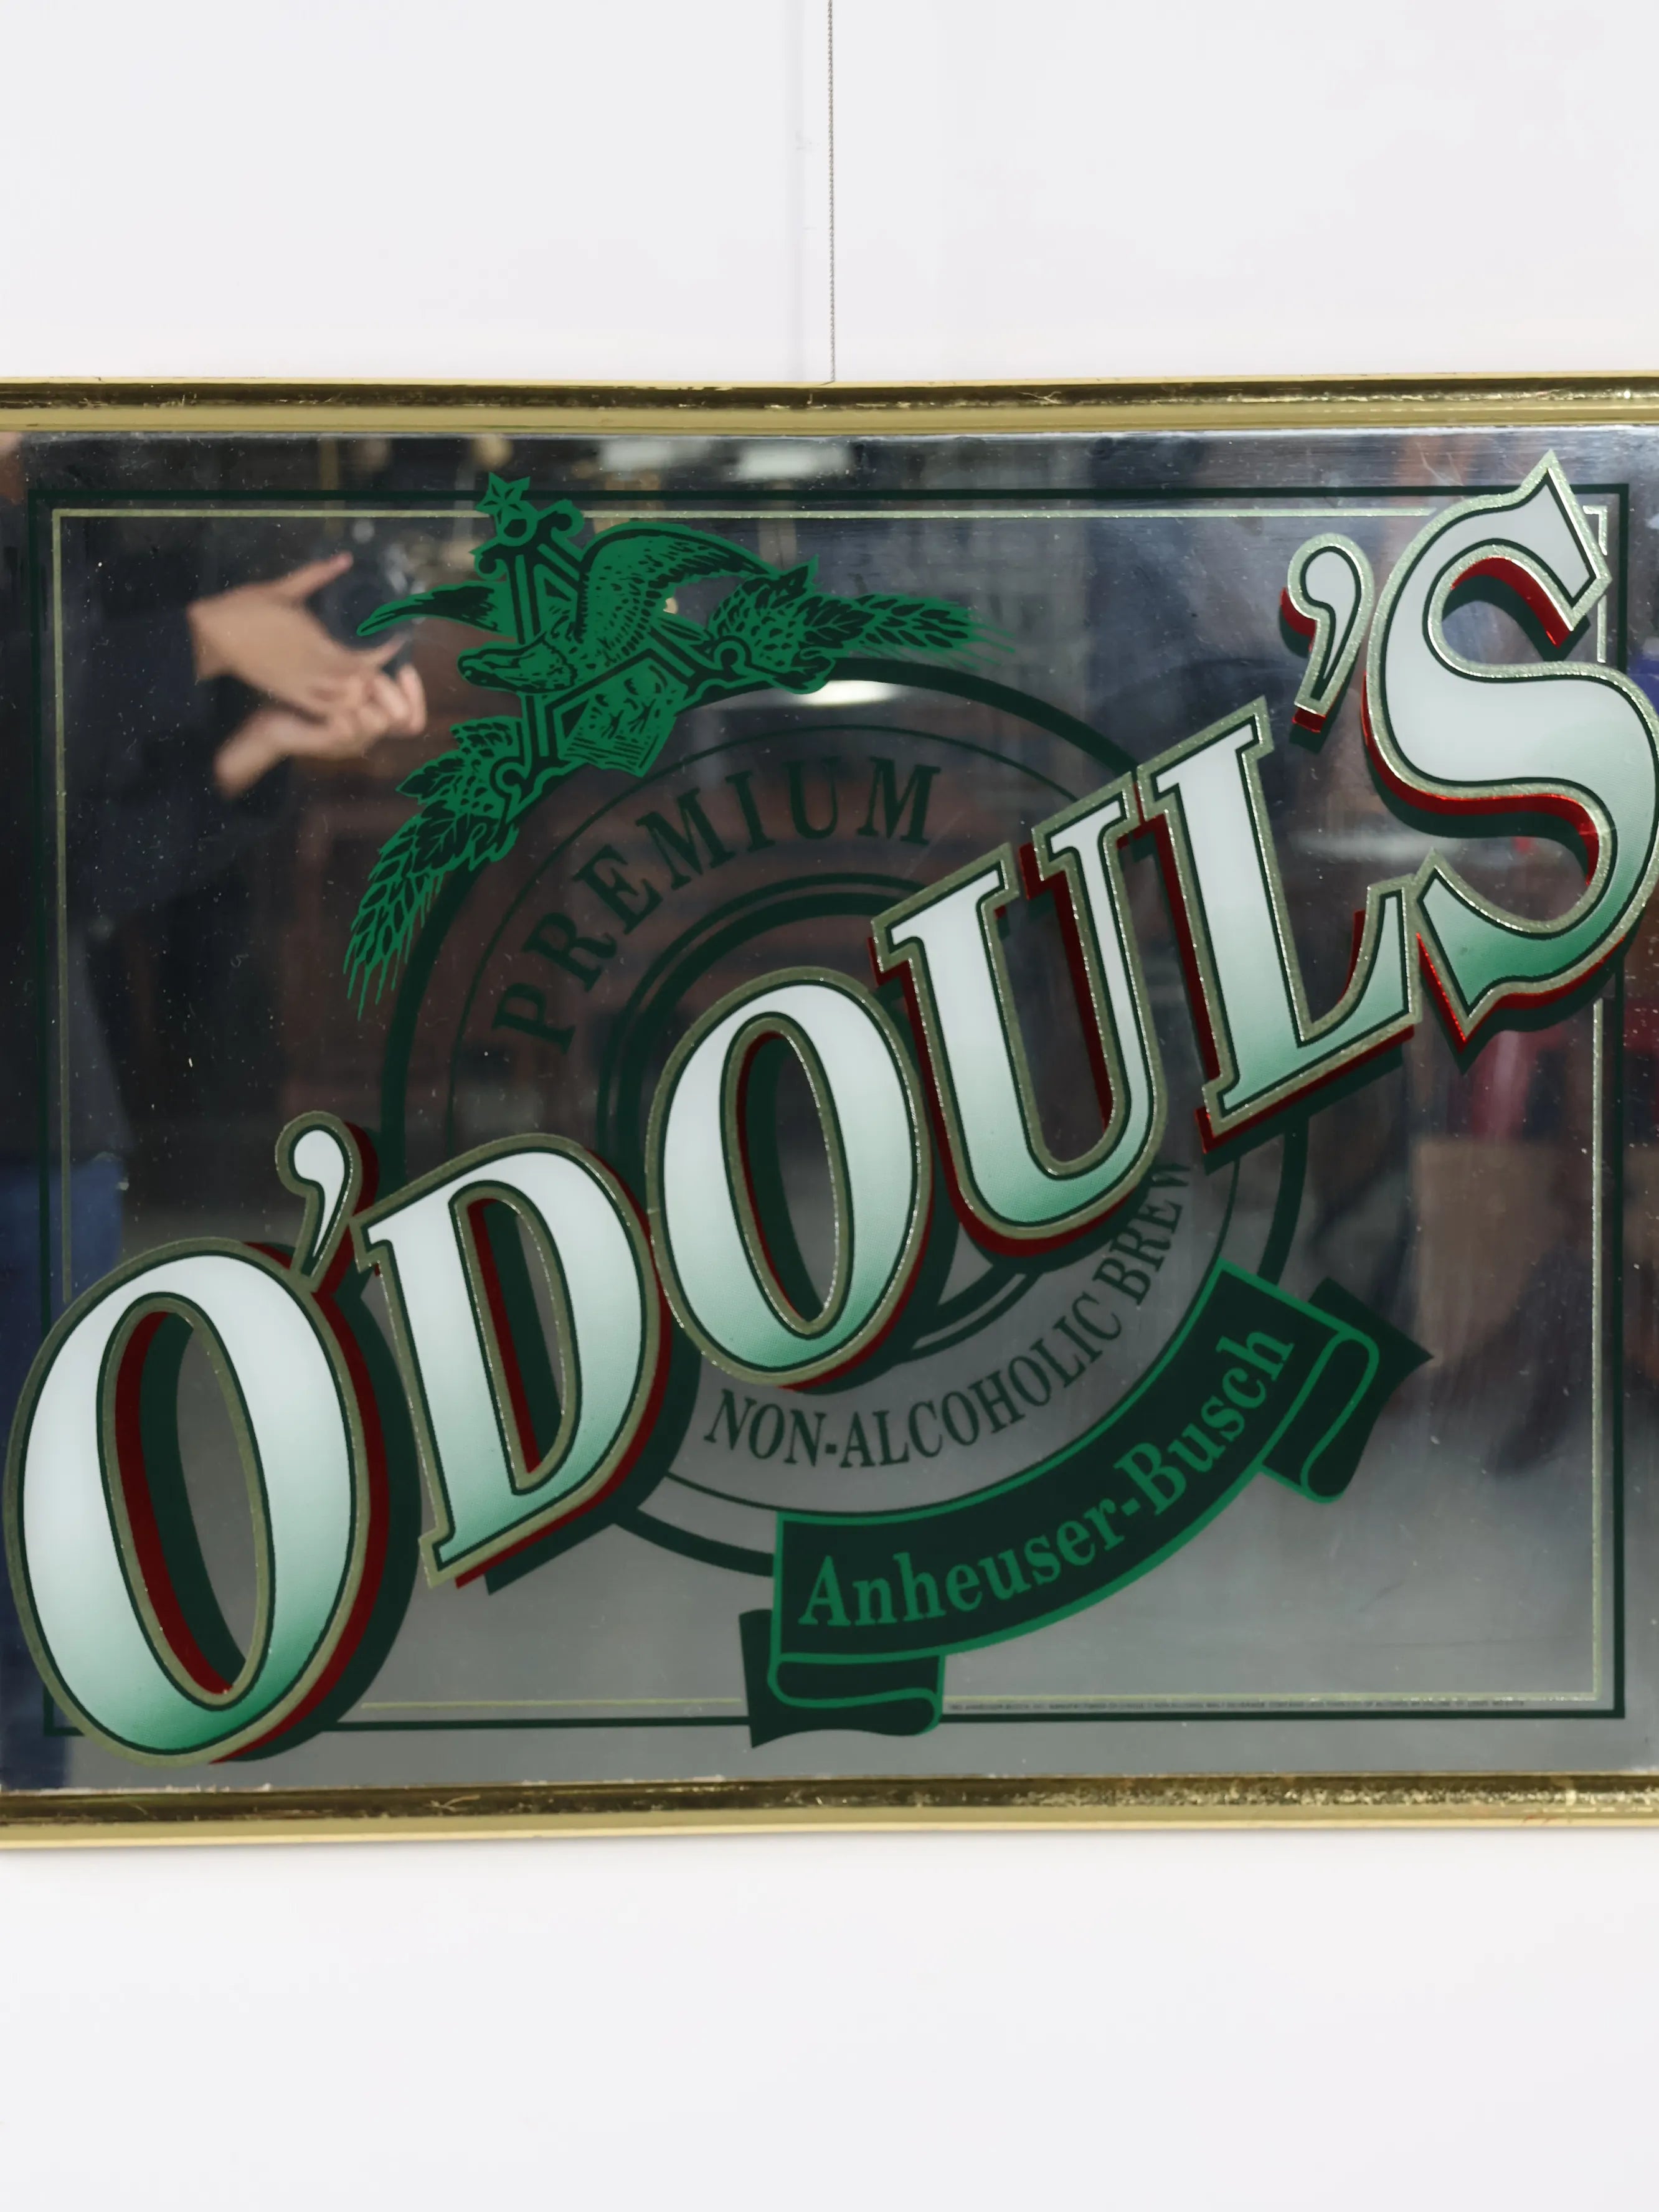 PREMIUM
O'DOUL'S
NON-ALCOHOLIC BREW
Anheuser-Busch